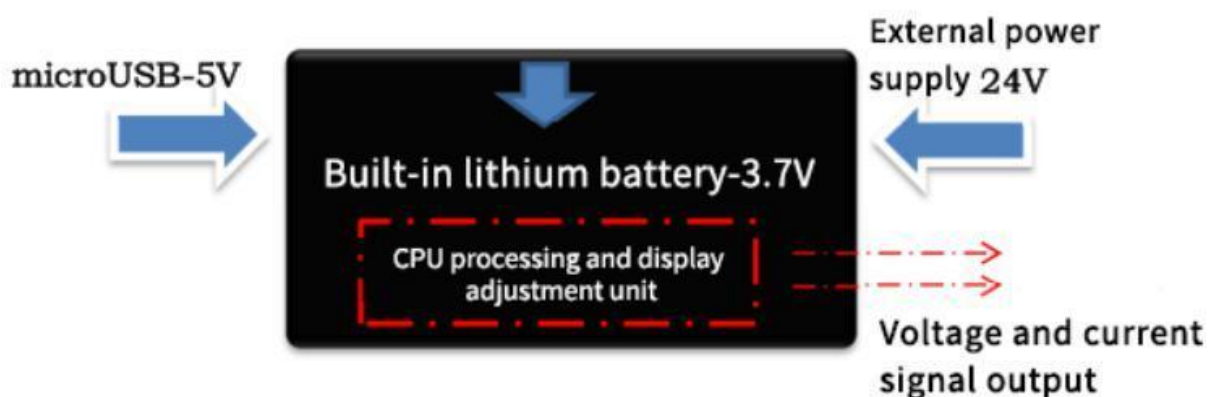 microUSB-5V
External power
supply 24V
Built-in lithium battery-3.7V
CPU processing and display
adjustment unit
Voltage and current
signal output